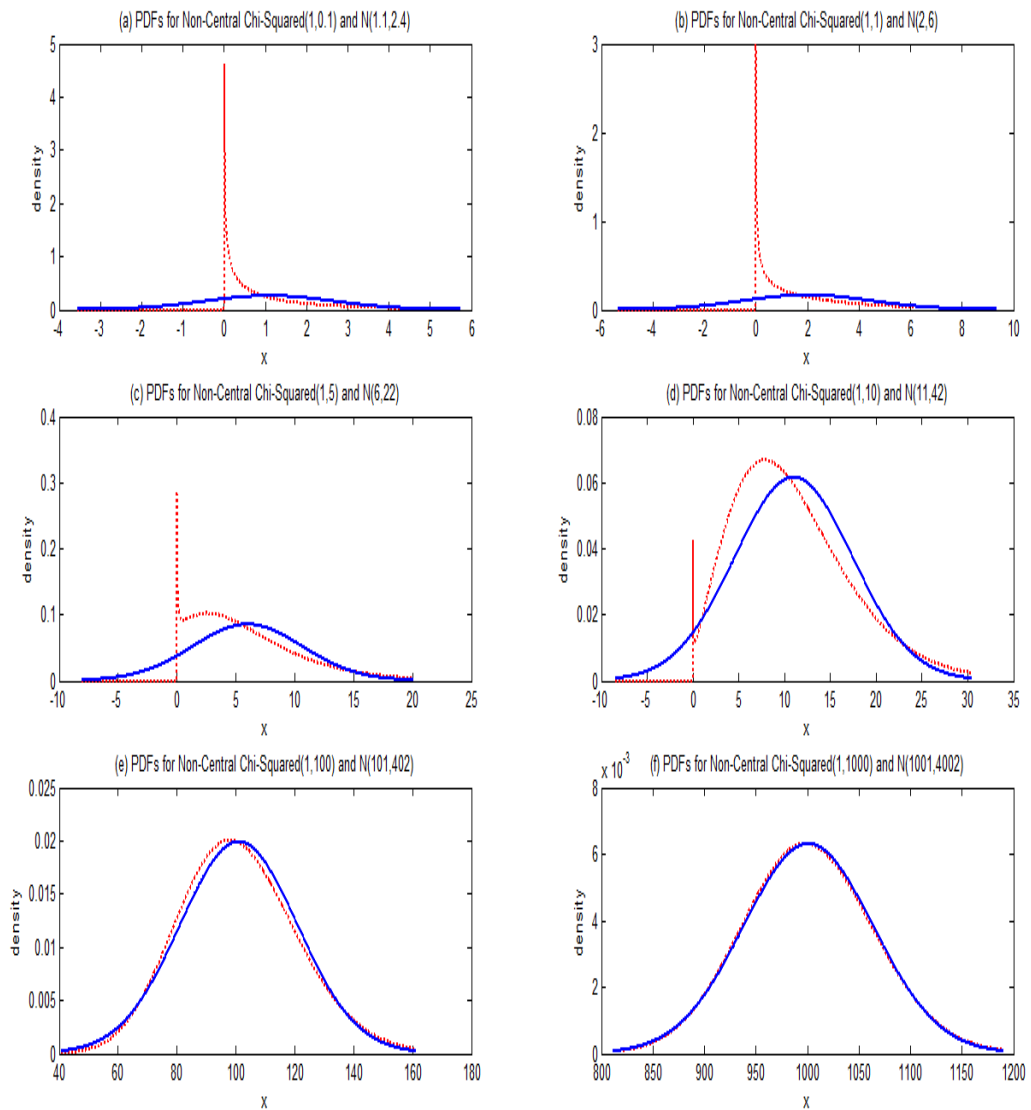 (a) PDFs for Non-Central Chi-Squared(1,0.1) and N(1.1,2.4)
5
4
3
2
1
0
density
-4 -3 -2 -1 0 1 2 3 4 5 6
x
(b) PDFs for Non-Central Chi-Squared(1,1) and N(2,6)
3
2
1
0
density
-6 -4 -2 0 2 4 6 8 10
x
(c) PDFs for Non-Central Chi-Squared(1,5) and N(6,22)
0.4
0.3
0.2
0.1
0
density
-10 -5 0 5 10 15 20 25
x
(d) PDFs for Non-Central Chi-Squared(1,10) and N(11,42)
0.08
0.06
0.04
0.02
0
density
-10 -5 0 5 10 15 20 25 30 35
x
(e) PDFs for Non-Central Chi-Squared(1,100) and N(101,402)
0.025
0.02
0.015
0.01
0.005
0
density
40 60 80 100 120 140 160 180
x
(f) PDFs for Non-Central Chi-Squared(1,1000) and N(1001,4002)
x 10^-3
8
6
4
2
0
density
800 850 900 950 1000 1050 1100 1150 1200
x